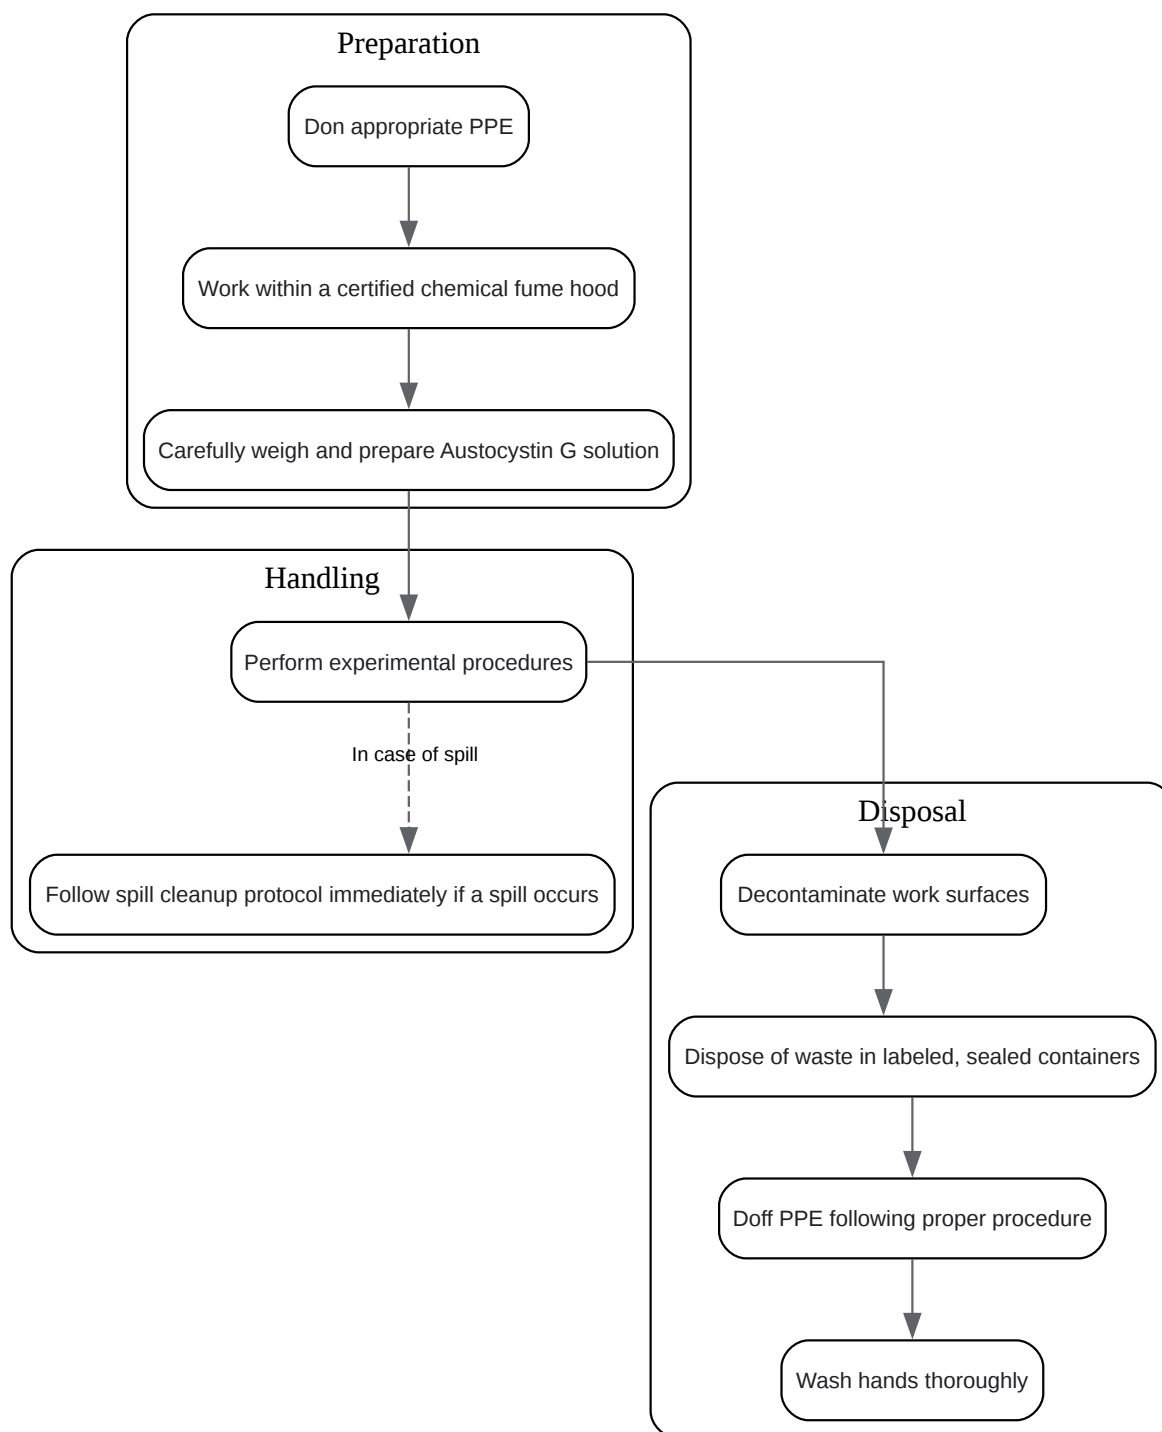 Preparation
Don appropriate PPE
Work within a certified chemical fume hood
Carefully weigh and prepare Austocystin G solution
Handling
Perform experimental procedures
In case of spill
Follow spill cleanup protocol immediately if a spill occurs
Disposal
Decontaminate work surfaces
Dispose of waste in labeled, sealed containers
Doff PPE following proper procedure
Wash hands thoroughly